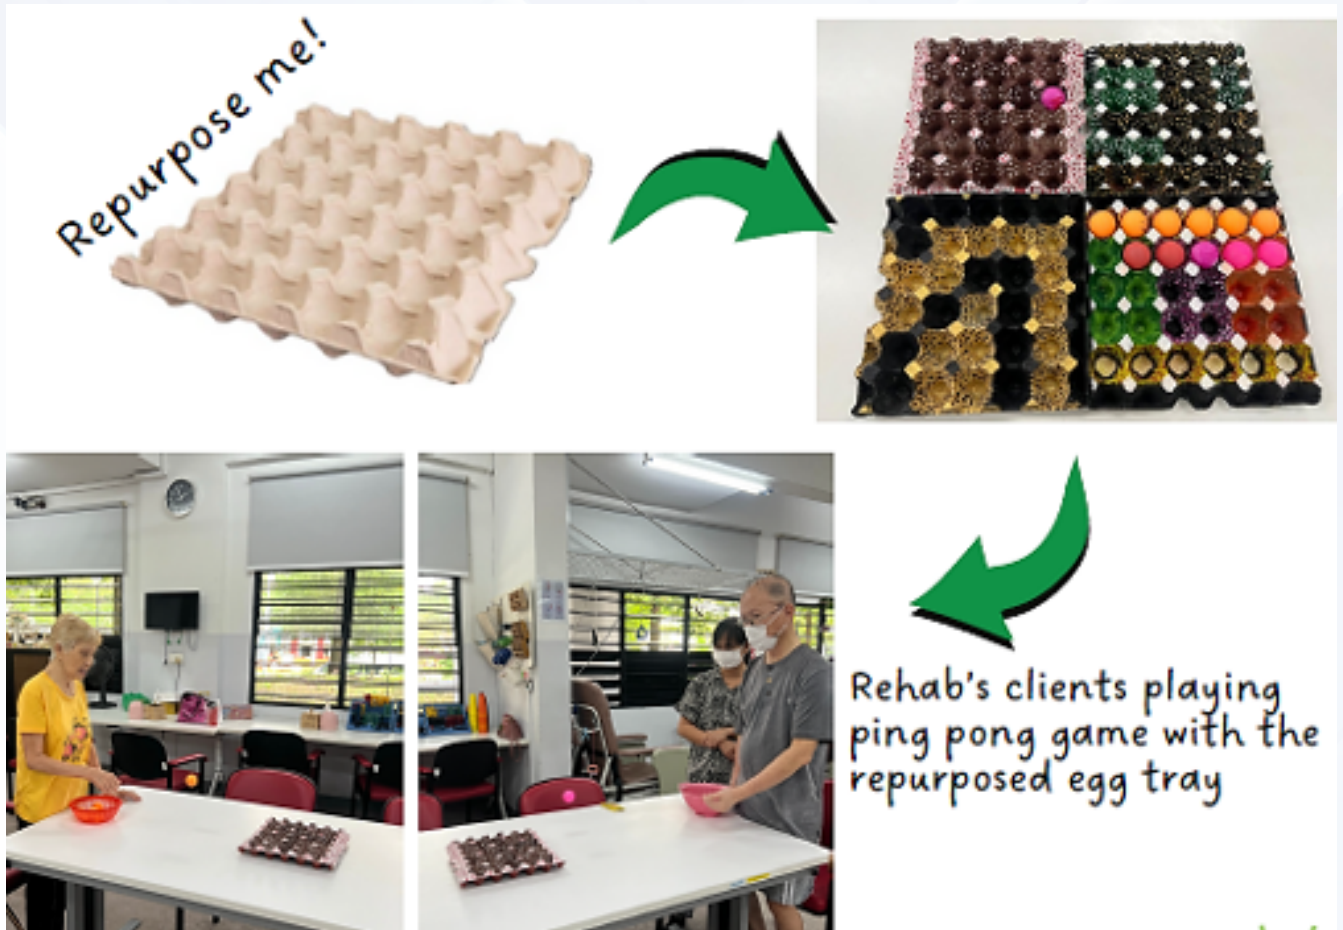 Repurpose me!
Rehab's clients playing
ping pong game with the
repurposed egg tray